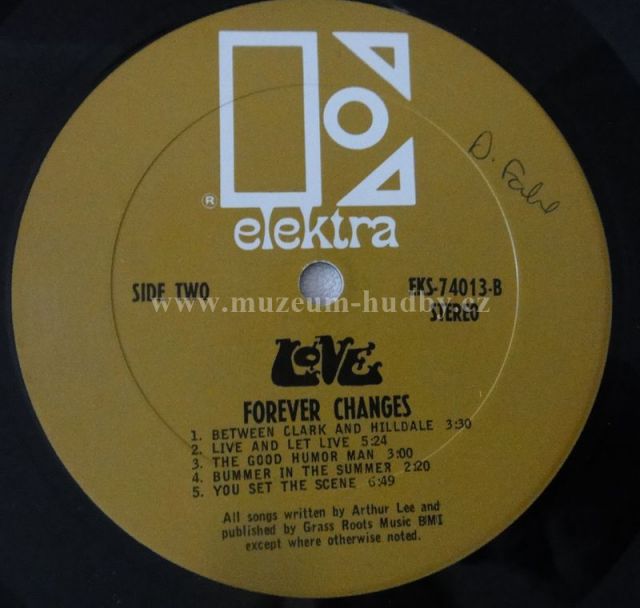 ®
elektra
D.
SIDE TWO
EKS-74013-B
STEREO
www.muzeum-hudby.cz
LOVE
FOREVER CHANGES
1. BETWEEN CLARK AND HILLDALE 3:30
2. LIVE AND LET LIVE 5:24
3. THE GOOD HUMOR MAN 3:00
4. BUMMER IN THE SUMMER 2:20
5. YOU SET THE SCENE 6:49
All songs written by Arthur Lee and
published by Grass Roots Music BMI
except where otherwise noted.